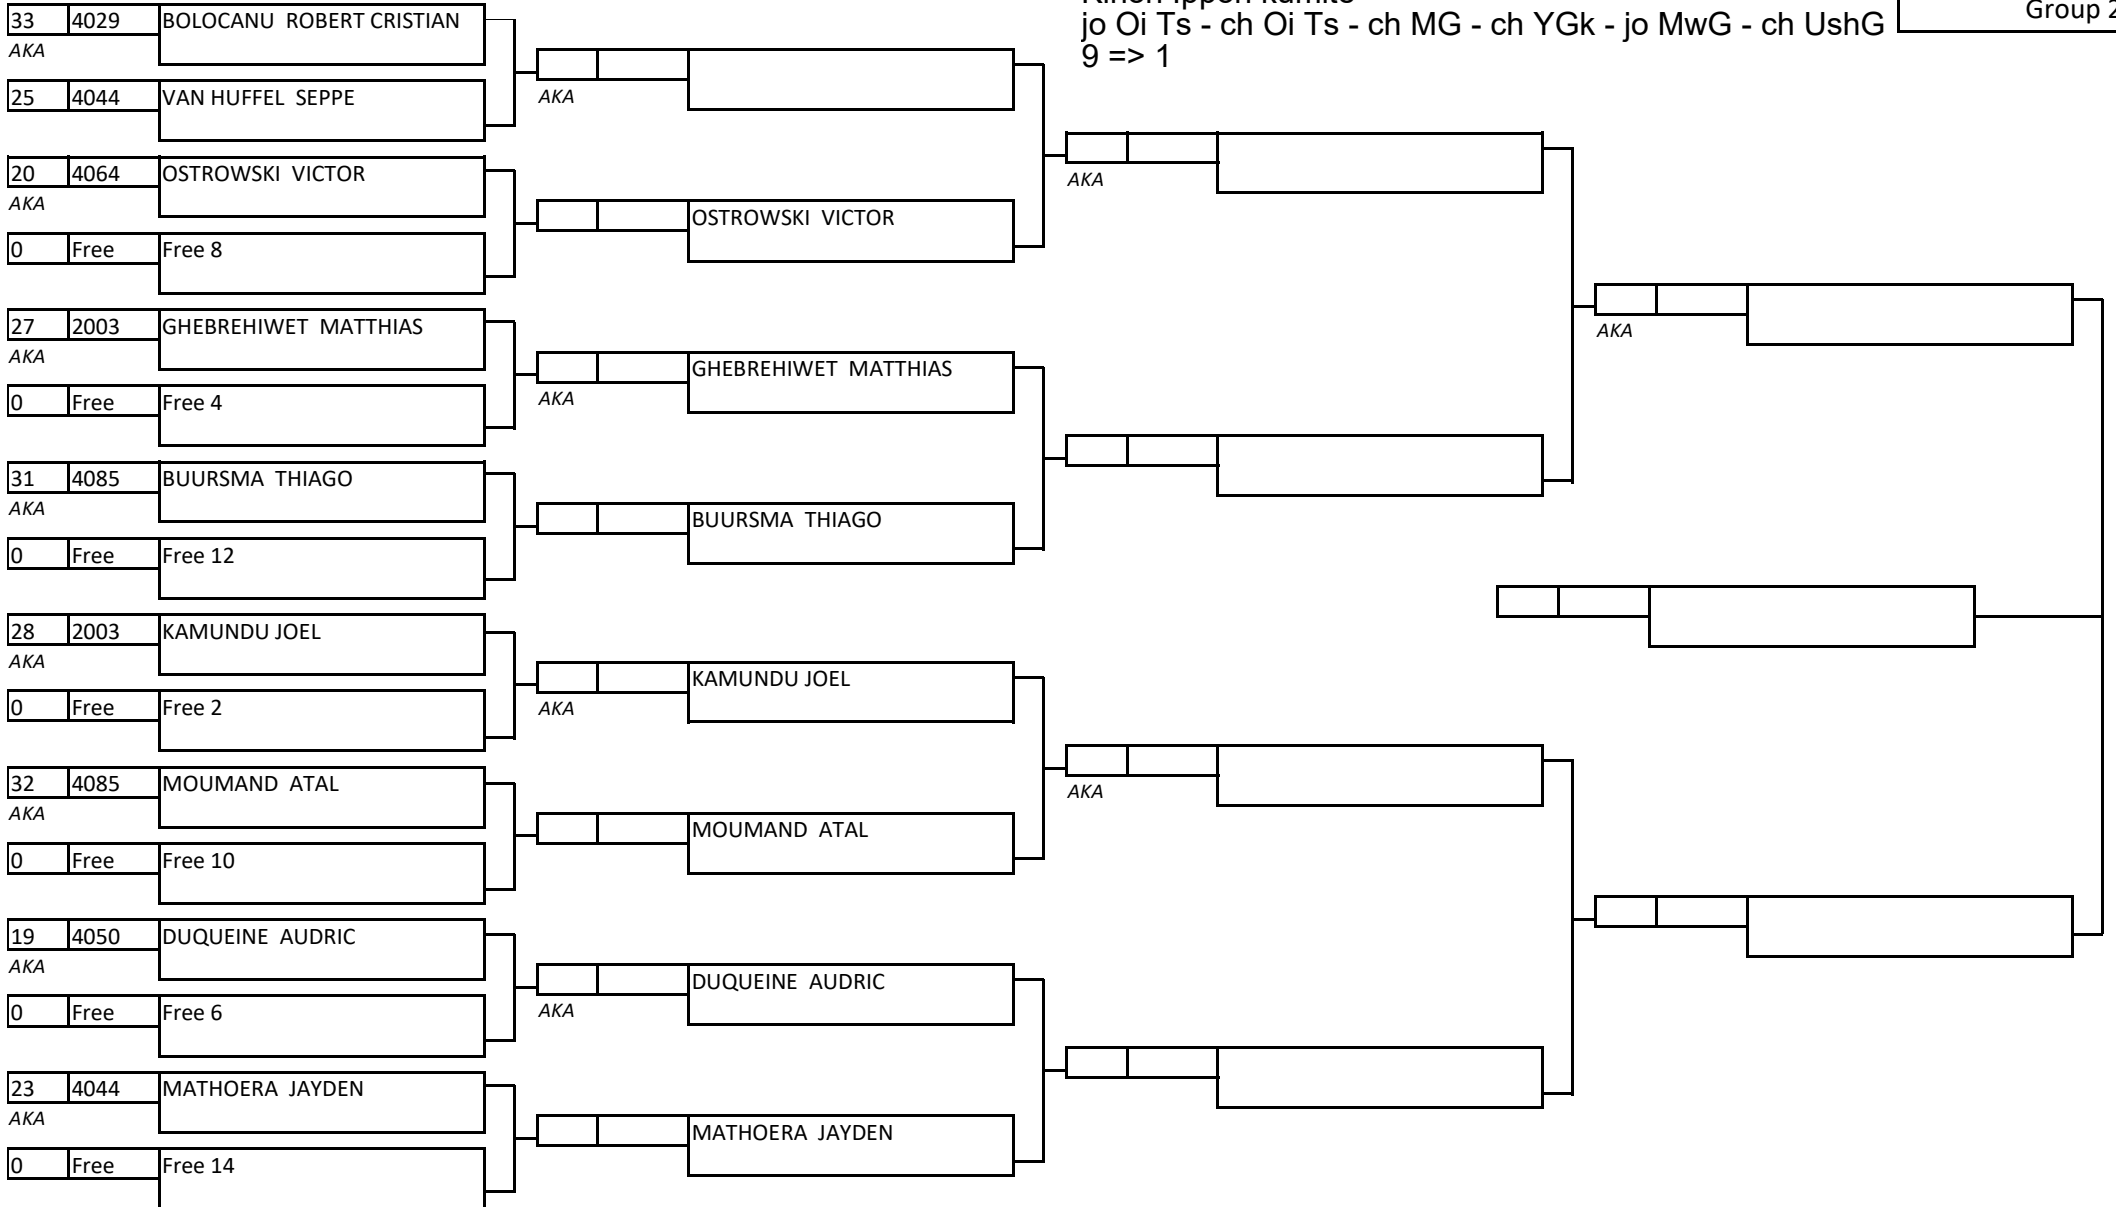 Kihon Ippon kumite
jo Oi Ts - ch Oi Ts - ch MG - ch YGk - jo MwG - ch UshG
9 => 1
Group 2
33 4029 BOLOCANU ROBERT CRISTIAN
AKA
25 4044 VAN HUFFEL SEPPE
20 4064 OSTROWSKI VICTOR
AKA
0 Free Free 8
27 2003 GHEBREHIWET MATTHIAS
AKA
0 Free Free 4
31 4085 BUURSMA THIAGO
AKA
0 Free Free 12
28 2003 KAMUNDU JOEL
AKA
0 Free Free 2
32 4085 MOUMAND ATAL
AKA
0 Free Free 10
19 4050 DUQUEINE AUDRIC
AKA
0 Free Free 6
23 4044 MATHOERA JAYDEN
AKA
0 Free Free 14
AKA
OSTROWSKI VICTOR
GHEBREHIWET MATTHIAS
AKA
BUURSMA THIAGO
KAMUNDU JOEL
AKA
MOUMAND ATAL
DUQUEINE AUDRIC
AKA
MATHOERA JAYDEN
AKA
AKA
AKA